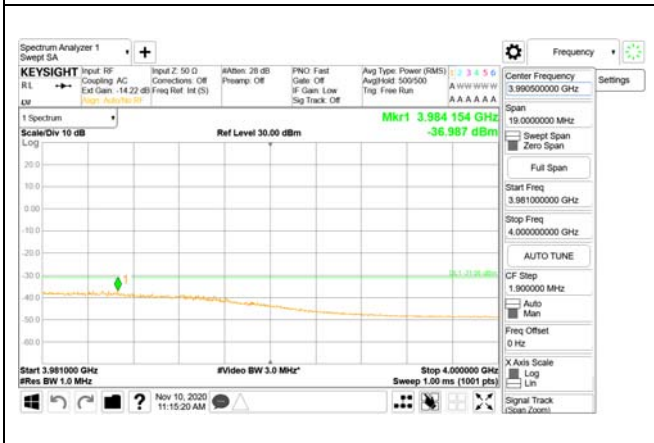 Spectrum Analyzer 1
Swept SA
+
Frequency
KEYSIGHT
RL
Input: RF
Coupling: AC
Ext Gain: -14.22 dB
Align: Auto/No RF
Input Z: 50 Ω
Corrections: Off
Freq Ref: Int (S)
#Atten: 28 dB
Preamp: Off
PNO: Fast
Gate: Off
IF Gain: Low
Sig Track: Off
Avg Type: Power (RMS)
Avg|Hold: 500/500
Trig: Free Run
1 2 3 4 5 6
A W W W W W
A A A A A A
1 Spectrum
Mkr1 3.984 154 GHz
-36.987 dBm
Scale/Div 10 dB
Ref Level 30.00 dBm
Log
20.0
10.0
0.00
-10.0
-20.0
-30.0
-40.0
-50.0
-60.0
1
Start 3.981000 GHz
#Video BW 3.0 MHz*
Stop 4.000000 GHz
#Res BW 1.0 MHz
Sweep 1.00 ms (1001 pts)
?
Nov 10, 2020
11:15:20 AM
Center Frequency
3.990500000 GHz
Settings
Span
19.0000000 MHz
Swept Span
Zero Span
Full Span
Start Freq
3.981000000 GHz
Stop Freq
4.000000000 GHz
AUTO TUNE
CF Step
1.900000 MHz
Auto
Man
Freq Offset
0 Hz
X Axis Scale
Log
Lin
Signal Track
(Span Zoom)